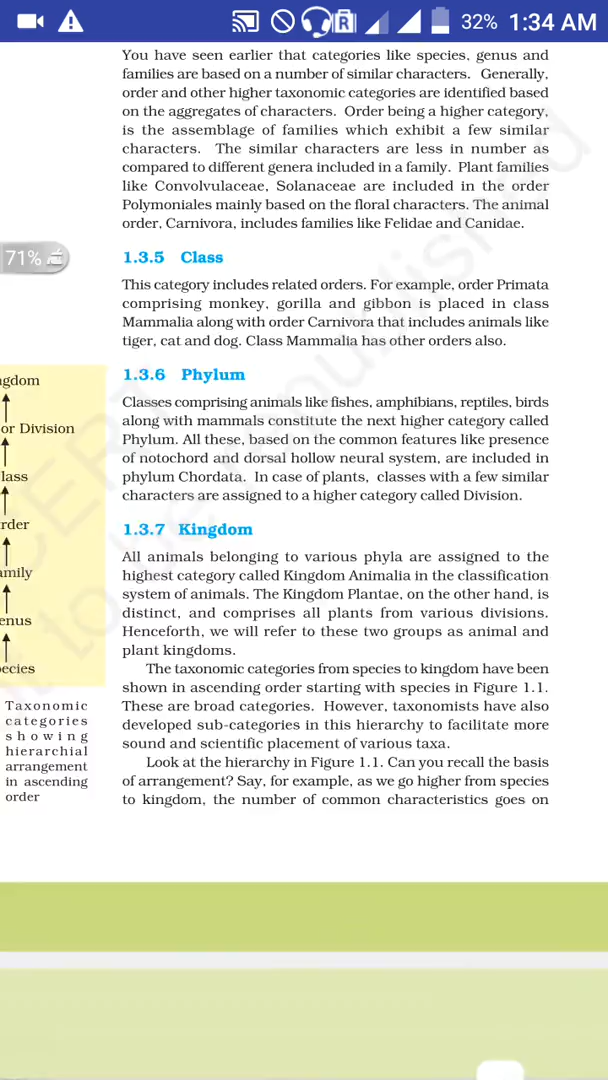 32% 1:34 AM
You have seen earlier that categories like species, genus and
families are based on a number of similar characters. Generally,
order and other higher taxonomic categories are identified based
on the aggregates of characters. Order being a higher category,
is the assemblage of families which exhibit a few similar
characters. The similar characters are less in number as
compared to different genera included in a family. Plant families
like Convolvulaceae, Solanaceae are included in the order
Polymoniales mainly based on the floral characters. The animal
order, Carnivora, includes families like Felidae and Canidae.
71%
1.3.5 Class
This category includes related orders. For example, order Primata
comprising monkey, gorilla and gibbon is placed in class
Mammalia along with order Carnivora that includes animals like
tiger, cat and dog. Class Mammalia has other orders also.
1.3.6 Phylum
Classes comprising animals like fishes, amphibians, reptiles, birds
along with mammals constitute the next higher category called
Phylum. All these, based on the common features like presence
of notochord and dorsal hollow neural system, are included in
phylum Chordata. In case of plants, classes with a few similar
characters are assigned to a higher category called Division.
1.3.7 Kingdom
All animals belonging to various phyla are assigned to the
highest category called Kingdom Animalia in the classification
system of animals. The Kingdom Plantae, on the other hand, is
distinct, and comprises all plants from various divisions.
Henceforth, we will refer to these two groups as animal and
plant kingdoms.
The taxonomic categories from species to kingdom have been
shown in ascending order starting with species in Figure 1.1.
These are broad categories. However, taxonomists have also
developed sub-categories in this hierarchy to facilitate more
sound and scientific placement of various taxa.
Look at the hierarchy in Figure 1.1. Can you recall the basis
of arrangement? Say, for example, as we go higher from species
to kingdom, the number of common characteristics goes on
ngdom
or Division
lass
rder
amily
enus
ecies
Taxonomic
categories
showing
hierarchial
arrangement
in ascending
order